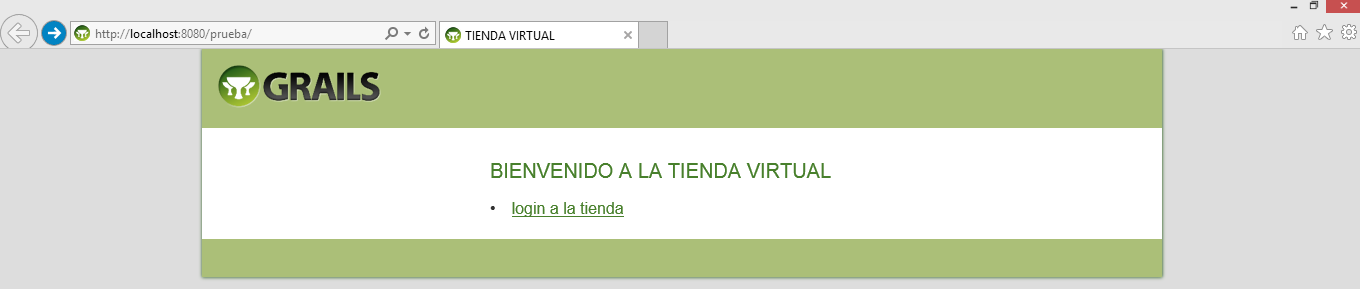 http://localhost:8080/prueba/
TIENDA VIRTUAL
GRAILS
BIENVENIDO A LA TIENDA VIRTUAL
• login a la tienda